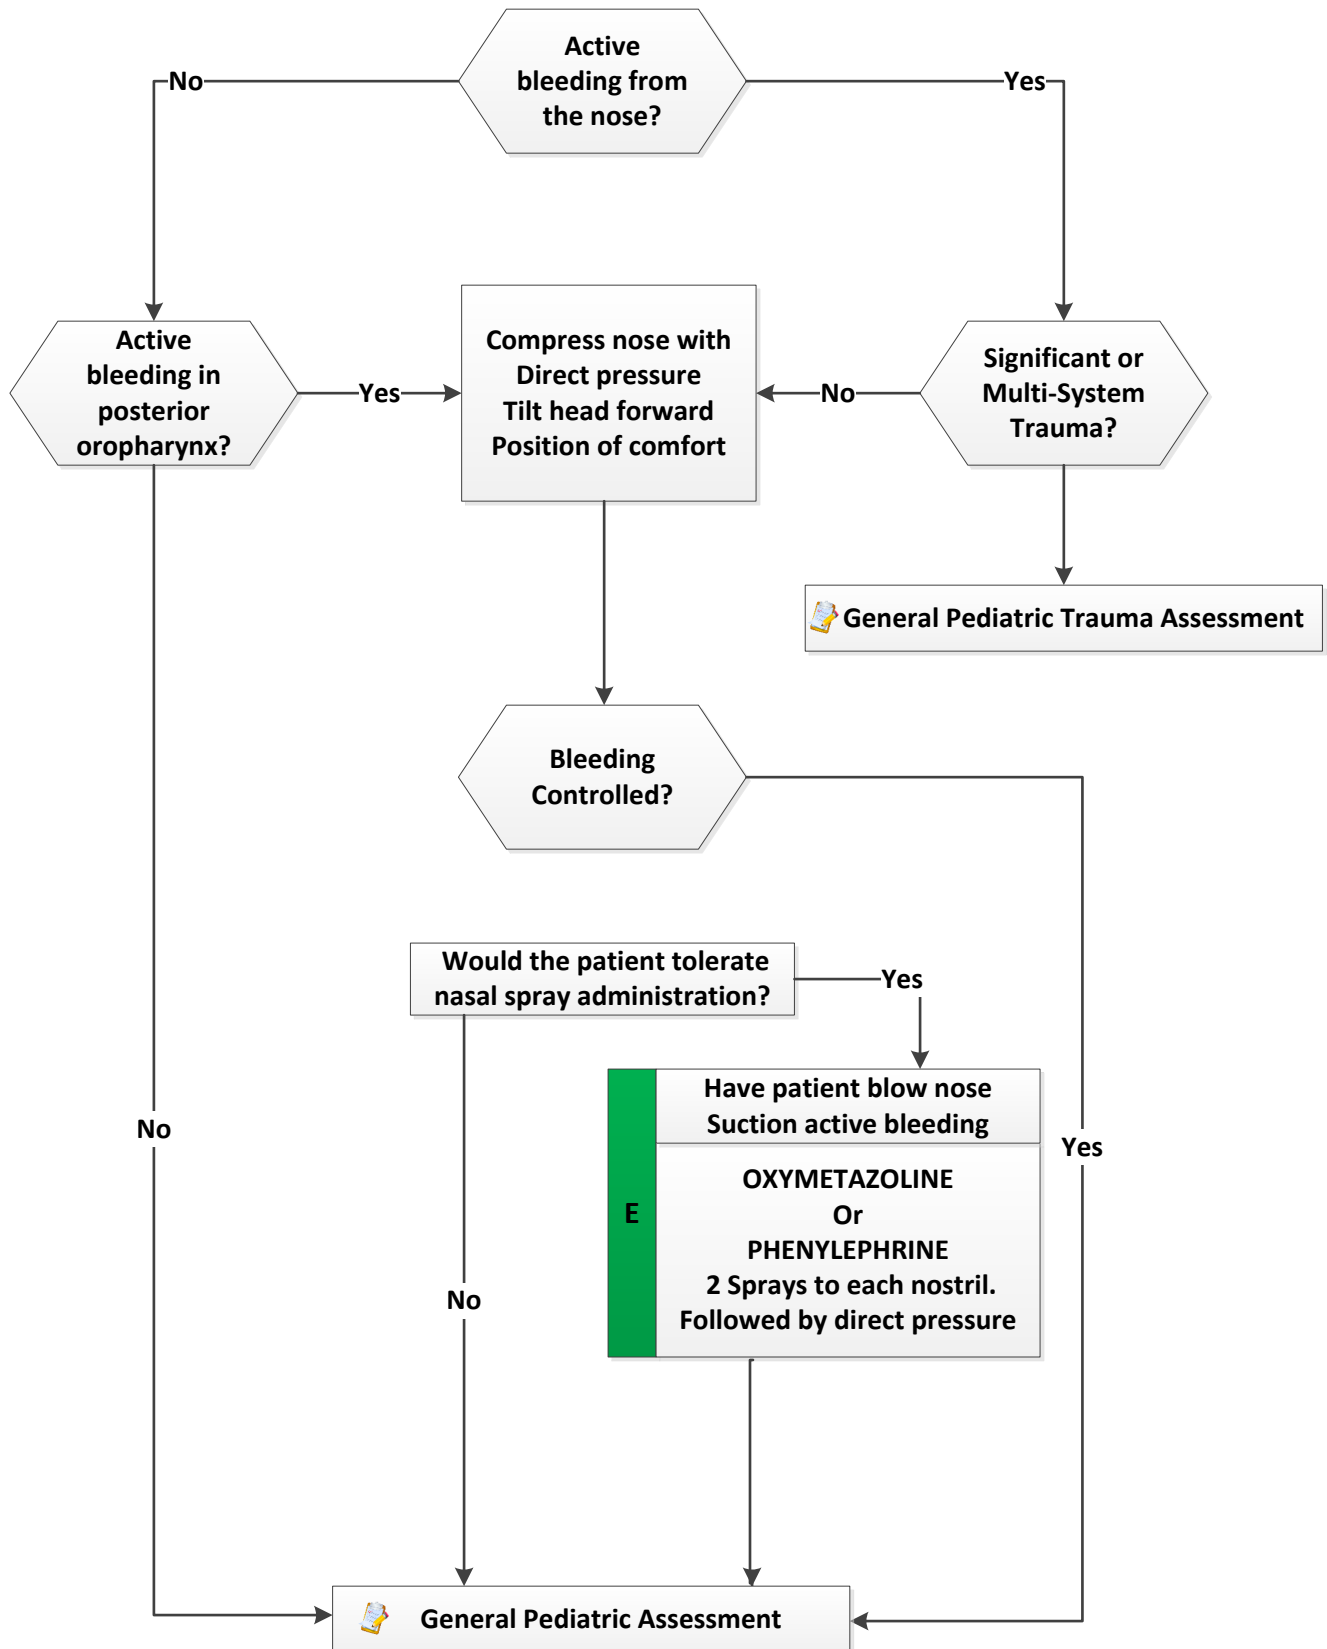 Active
bleeding from
the nose?
No
Yes
Active
bleeding in
posterior
oropharynx?
Yes
Compress nose with
Direct pressure
Tilt head forward
Position of comfort
No
Significant or
Multi-System
Trauma?
General Pediatric Trauma Assessment
Bleeding
Controlled?
Would the patient tolerate
nasal spray administration?
Yes
Have patient blow nose
Suction active bleeding
No
Yes
E
OXYMETAZOLINE
Or
PHENYLEPHRINE
2 Sprays to each nostril.
Followed by direct pressure
No
General Pediatric Assessment